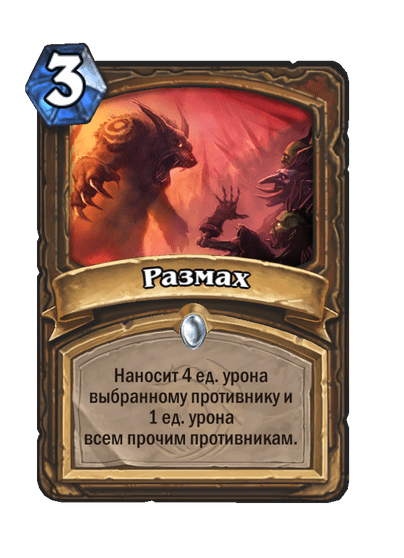 3
Размах
Наносит 4 ед. урона
выбранному противнику и
1 ед. урона
всем прочим противникам.